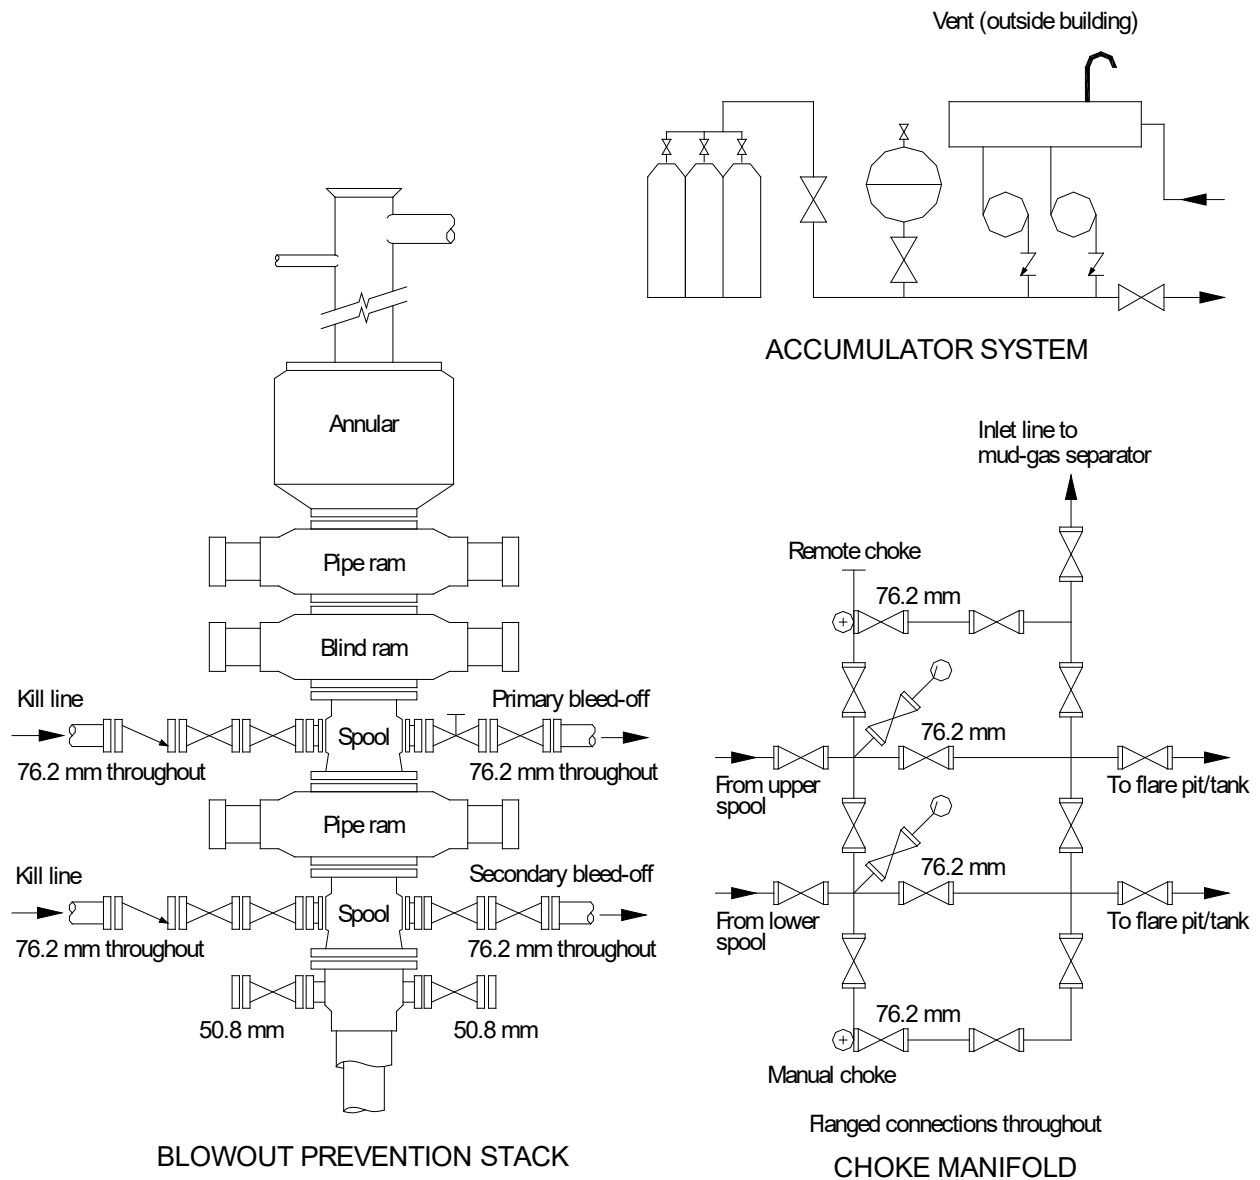 Vent (outside building)
ACCUMULATOR SYSTEM
Annular
Pipe ram
Blind ram
Kill line
Primary bleed-off
Spool
76.2 mm throughout
76.2 mm throughout
Pipe ram
Kill line
Secondary bleed-off
Spool
76.2 mm throughout
76.2 mm throughout
50.8 mm
50.8 mm
BLOWOUT PREVENTION STACK
Inlet line to
mud-gas separator
Remote choke
76.2 mm
76.2 mm
From upper
spool
To flare pit/tank
76.2 mm
From lower
spool
To flare pit/tank
76.2 mm
Manual choke
Flanged connections throughout
CHOKE MANIFOLD